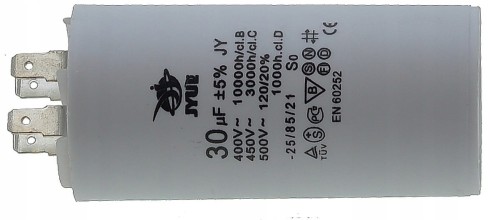 JYUE
30 µF ±5% JY
400V~ 10000h/cl.B
450V~ 3000h/cl.C
500V~ 120/20%
1000h.cl.D
-25/85/21 S0
B S N
F D
B
PG
S
TÜV
EN 60252